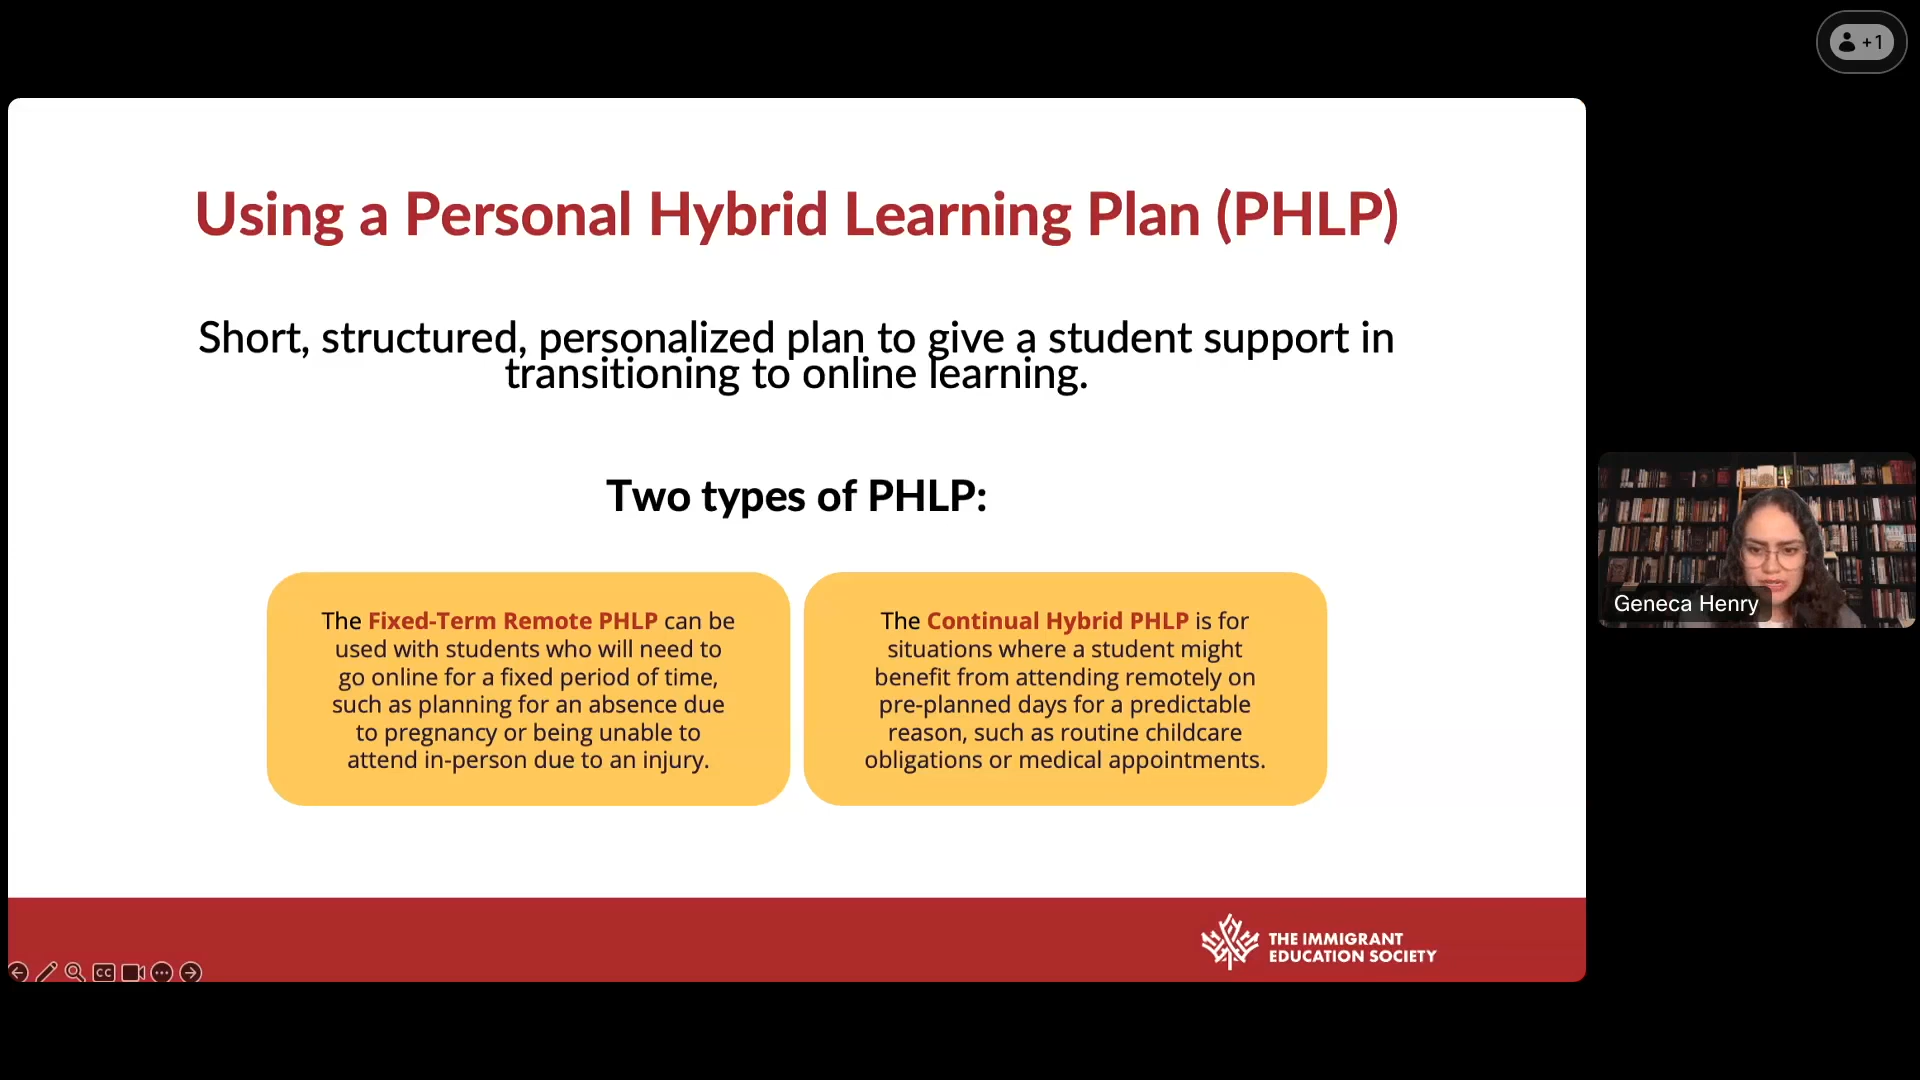 +1
Using a Personal Hybrid Learning Plan (PHLP)
Short, structured, personalized plan to give a student support in
transitioning to online learning.
Two types of PHLP:
The Fixed-Term Remote PHLP can be
used with students who will need to
go online for a fixed period of time,
such as planning for an absence due
to pregnancy or being unable to
attend in-person due to an injury.
The Continual Hybrid PHLP is for
situations where a student might
benefit from attending remotely on
pre-planned days for a predictable
reason, such as routine childcare
obligations or medical appointments.
Geneca Henry
THE IMMIGRANT
EDUCATION SOCIETY
CC